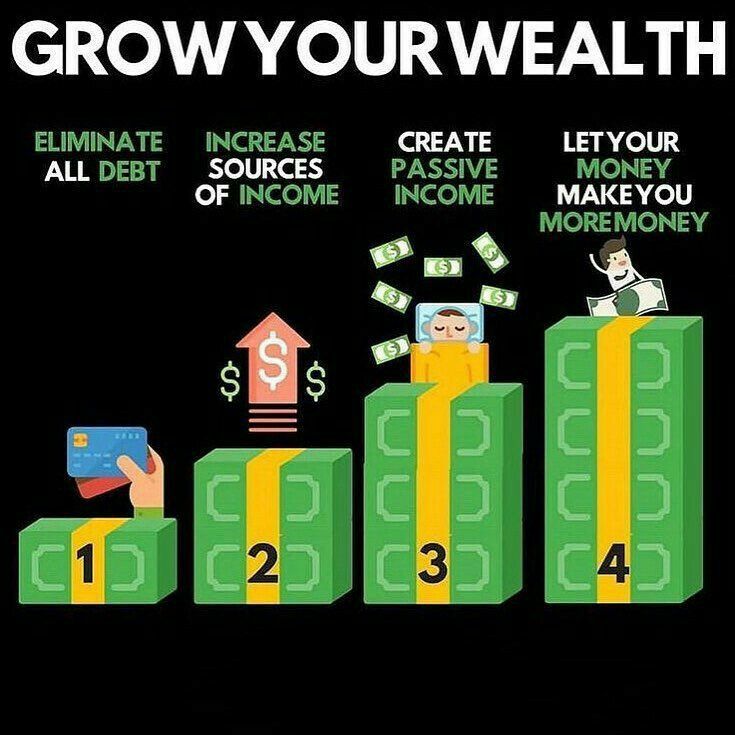 GROW YOUR WEALTH
ELIMINATE
ALL DEBT
INCREASE
SOURCES
OF INCOME
CREATE
PASSIVE
INCOME
LET YOUR
MONEY
MAKE YOU
MORE MONEY
$
$
$
$
$
$
$
$
$
1
2
3
4